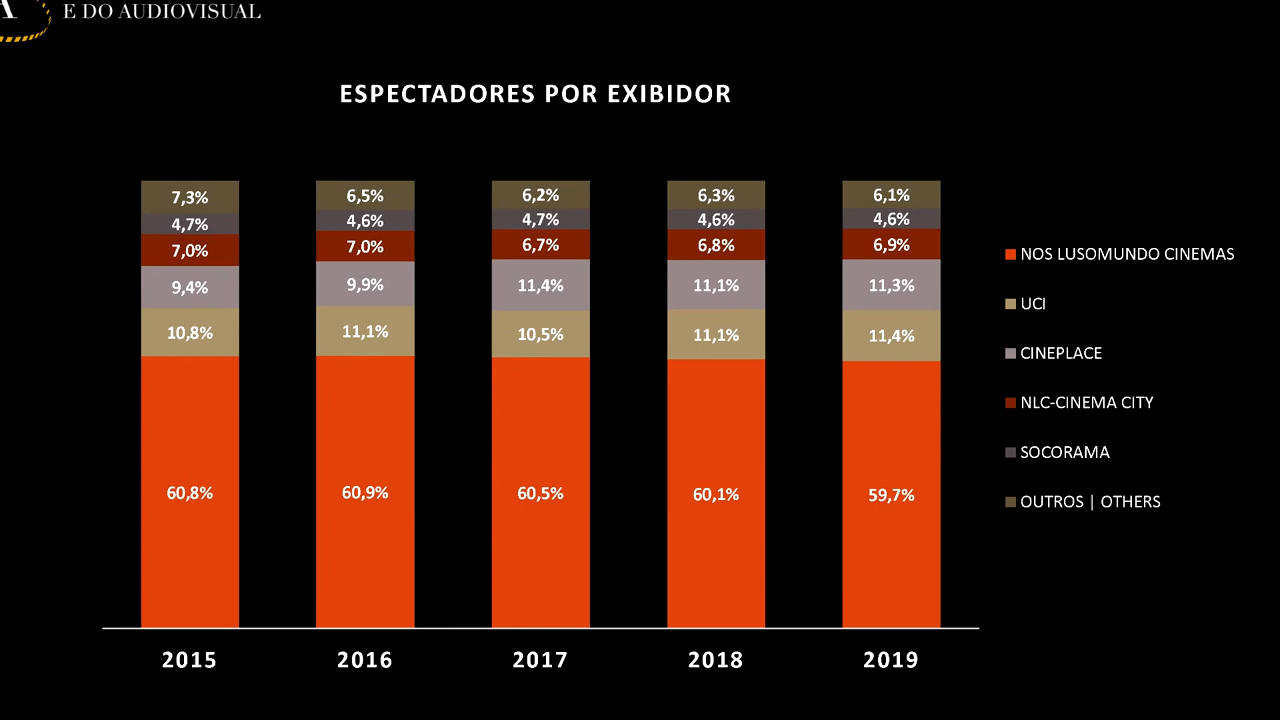 E DO AUDIOVISUAL
ESPECTADORES POR EXIBIDOR
7,3% 6,5% 6,2% 6,3% 6,1%
4,7% 4,6% 4,7% 4,6% 4,6%
7,0% 7,0% 6,7% 6,8% 6,9%
9,4% 9,9% 11,4% 11,1% 11,3%
10,8% 11,1% 10,5% 11,1% 11,4%
60,8% 60,9% 60,5% 60,1% 59,7%
2015 2016 2017 2018 2019
NOS LUSOMUNDO CINEMAS
UCI
CINEPLACE
NLC-CINEMA CITY
SOCORAMA
OUTROS | OTHERS